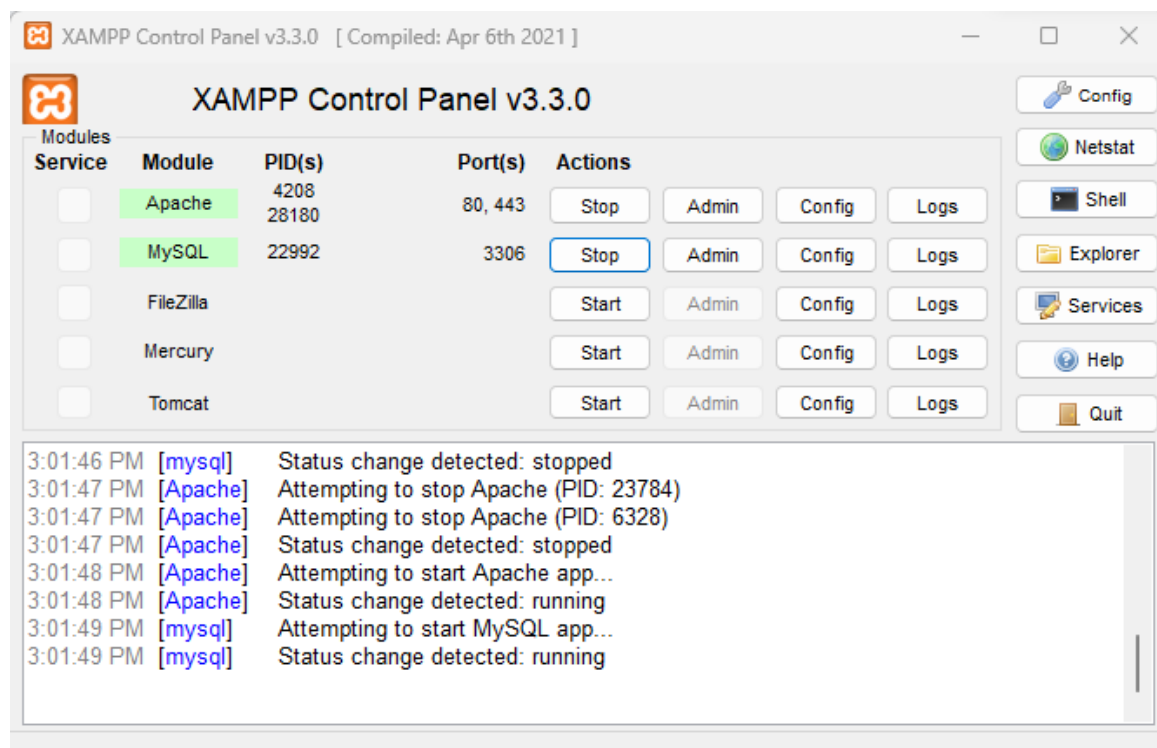 XAMPP Control Panel v3.3.0 [ Compiled: Apr 6th 2021 ]
XAMPP Control Panel v3.3.0
Config
Modules
Service Module PID(s) Port(s) Actions
Netstat
Apache 4208 28180 80, 443 Stop Admin Config Logs
Shell
MySQL 22992 3306 Stop Admin Config Logs
Explorer
FileZilla Start Admin Config Logs
Services
Mercury Start Admin Config Logs
Help
Tomcat Start Admin Config Logs
Quit
3:01:46 PM [mysql] Status change detected: stopped
3:01:47 PM [Apache] Attempting to stop Apache (PID: 23784)
3:01:47 PM [Apache] Attempting to stop Apache (PID: 6328)
3:01:47 PM [Apache] Status change detected: stopped
3:01:48 PM [Apache] Attempting to start Apache app...
3:01:48 PM [Apache] Status change detected: running
3:01:49 PM [mysql] Attempting to start MySQL app...
3:01:49 PM [mysql] Status change detected: running